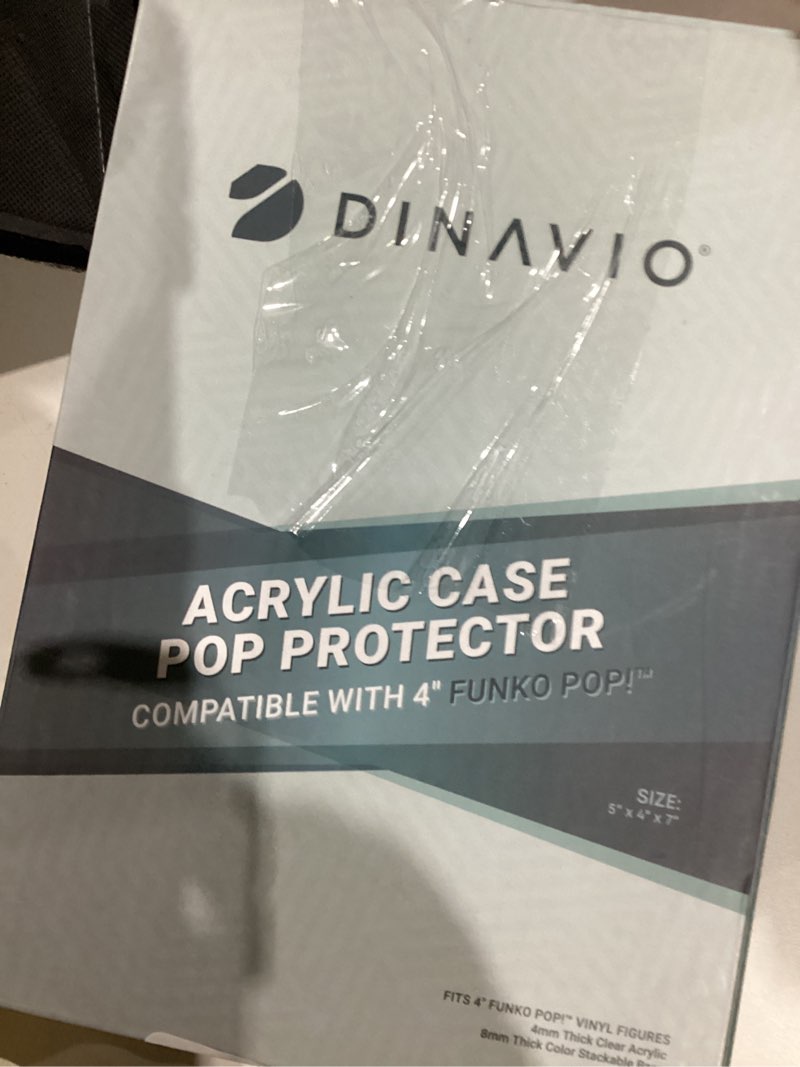 DINAVIO®
ACRYLIC CASE
POP PROTECTOR
COMPATIBLE WITH 4" FUNKO POP!™
SIZE:
5" x 4" x 7"
FITS 4" FUNKO POP!™ VINYL FIGURES
4mm Thick Clear Acrylic
8mm Thick Color Stackable